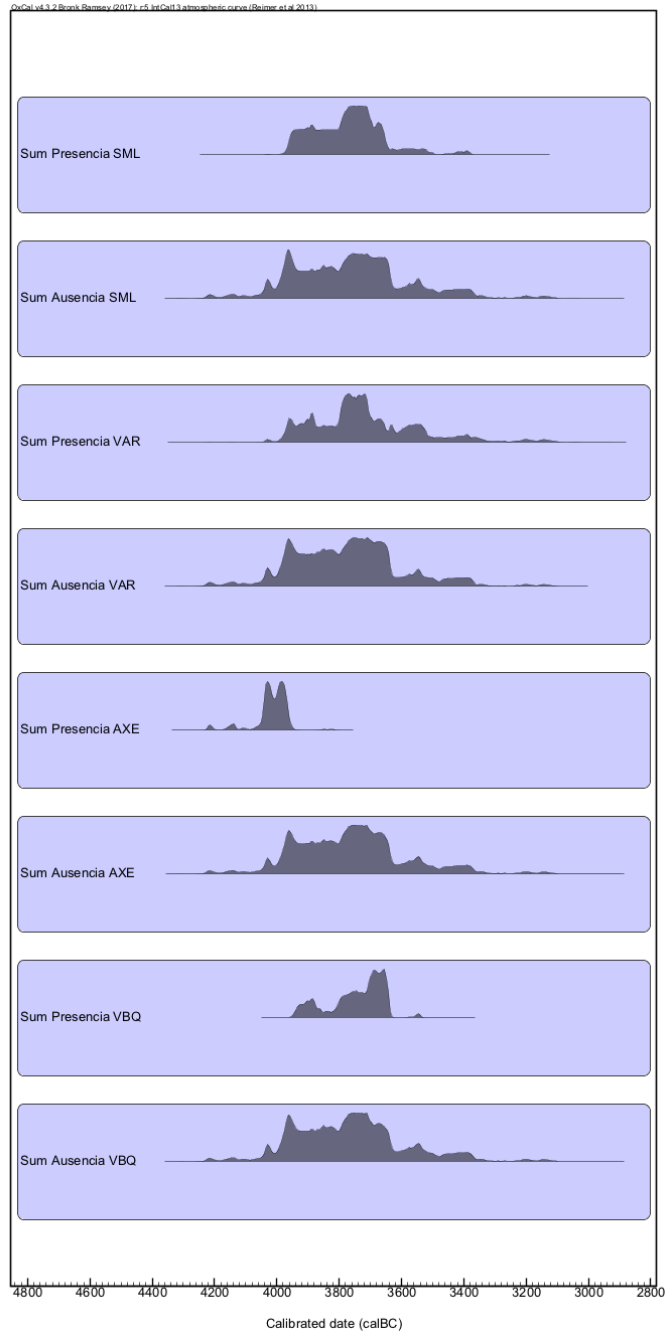 OxCal v4.3.2 Bronk Ramsey (2017); r:5 IntCal13 atmospheric curve (Reimer et al 2013)
Sum Presencia SML
Sum Ausencia SML
Sum Presencia VAR
Sum Ausencia VAR
Sum Presencia AXE
Sum Ausencia AXE
Sum Presencia VBQ
Sum Ausencia VBQ
4800 4600 4400 4200 4000 3800 3600 3400 3200 3000 2800
Calibrated date (calBC)